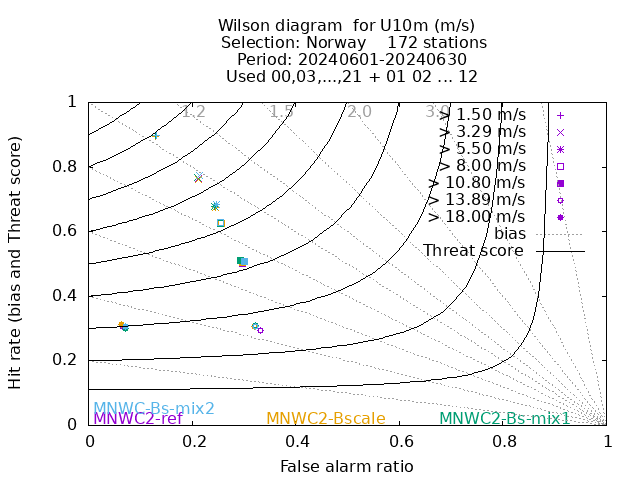 Wilson diagram  for U10m (m/s)
Selection: Norway    172 stations
Period: 20240601-20240630
Used 00,03,...,21 + 01 02 ... 12
Hit rate (bias and Threat score)
1
0.8
0.6
0.4
0.2
0
1.2 1.5 2.0 3.0
> 1.50 m/s
> 3.29 m/s
> 5.50 m/s
> 8.00 m/s
> 10.80 m/s
> 13.89 m/s
> 18.00 m/s
bias
Threat score
MNWC-Bs-mix2
MNWC2-ref MNWC2-Bscale MNWC2-Bs-mix1
0 0.2 0.4 0.6 0.8 1
False alarm ratio